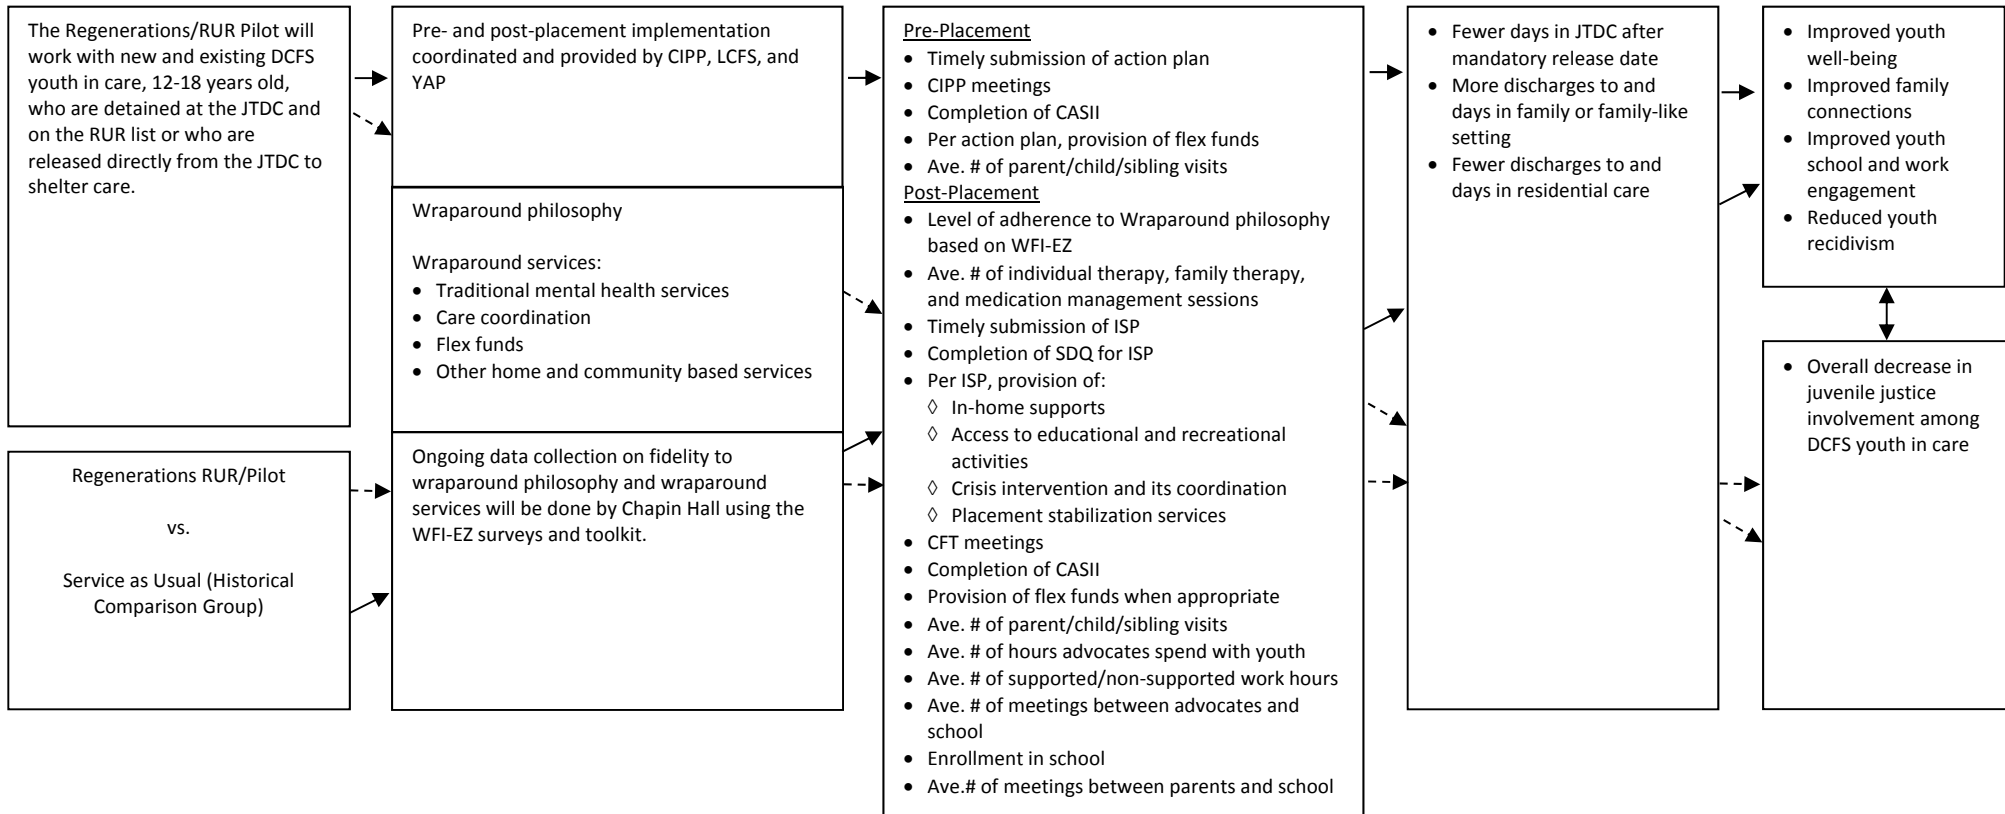 The Regenerations/RUR Pilot will
work with new and existing DCFS
youth in care, 12-18 years old,
who are detained at the JTDC and
on the RUR list or who are
released directly from the JTDC to
shelter care.
Regenerations RUR/Pilot
vs.
Service as Usual (Historical
Comparison Group)
Pre- and post-placement implementation
coordinated and provided by CIPP, LCFS, and
YAP
Wraparound philosophy
Wraparound services:
• Traditional mental health services
• Care coordination
• Flex funds
• Other home and community based services
Ongoing data collection on fidelity to
wraparound philosophy and wraparound
services will be done by Chapin Hall using the
WFI-EZ surveys and toolkit.
Pre-Placement
• Timely submission of action plan
• CIPP meetings
• Completion of CASII
• Per action plan, provision of flex funds
• Ave. # of parent/child/sibling visits
Post-Placement
• Level of adherence to Wraparound philosophy
based on WFI-EZ
• Ave. # of individual therapy, family therapy,
and medication management sessions
• Timely submission of ISP
• Completion of SDQ for ISP
• Per ISP, provision of:
◊ In-home supports
◊ Access to educational and recreational
activities
◊ Crisis intervention and its coordination
◊ Placement stabilization services
• CFT meetings
• Completion of CASII
• Provision of flex funds when appropriate
• Ave. # of parent/child/sibling visits
• Ave. # of hours advocates spend with youth
• Ave. # of supported/non-supported work hours
• Ave. # of meetings between advocates and
school
• Enrollment in school
• Ave.# of meetings between parents and school
• Fewer days in JTDC after
mandatory release date
• More discharges to and
days in family or family-like
setting
• Fewer discharges to and
days in residential care
• Improved youth
well-being
• Improved family
connections
• Improved youth
school and work
engagement
• Reduced youth
recidivism
• Overall decrease in
juvenile justice
involvement among
DCFS youth in care